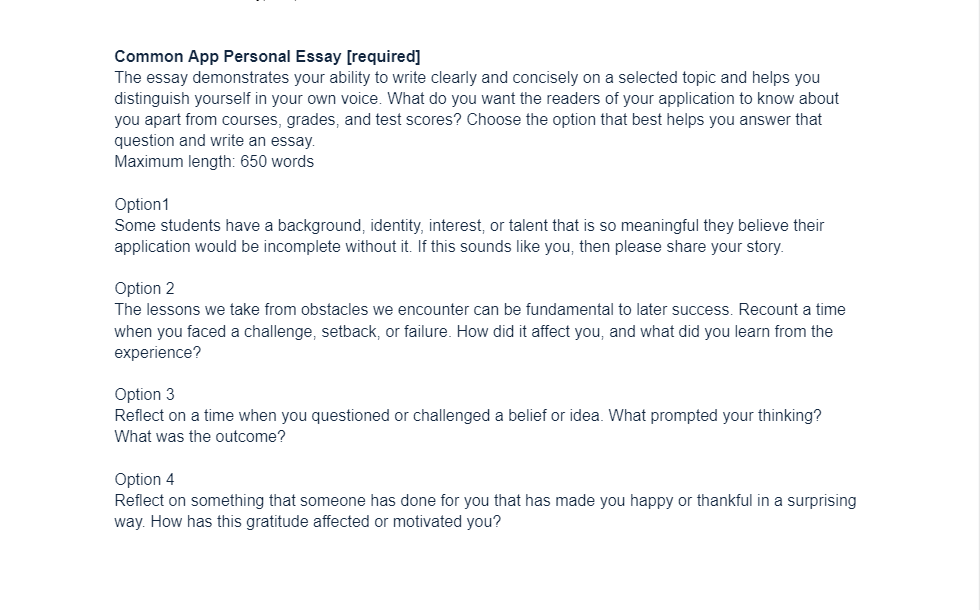 Common App Personal Essay [required]
The essay demonstrates your ability to write clearly and concisely on a selected topic and helps you
distinguish yourself in your own voice. What do you want the readers of your application to know about
you apart from courses, grades, and test scores? Choose the option that best helps you answer that
question and write an essay.
Maximum length: 650 words
Option1
Some students have a background, identity, interest, or talent that is so meaningful they believe their
application would be incomplete without it. If this sounds like you, then please share your story.
Option 2
The lessons we take from obstacles we encounter can be fundamental to later success. Recount a time
when you faced a challenge, setback, or failure. How did it affect you, and what did you learn from the
experience?
Option 3
Reflect on a time when you questioned or challenged a belief or idea. What prompted your thinking?
What was the outcome?
Option 4
Reflect on something that someone has done for you that has made you happy or thankful in a surprising
way. How has this gratitude affected or motivated you?